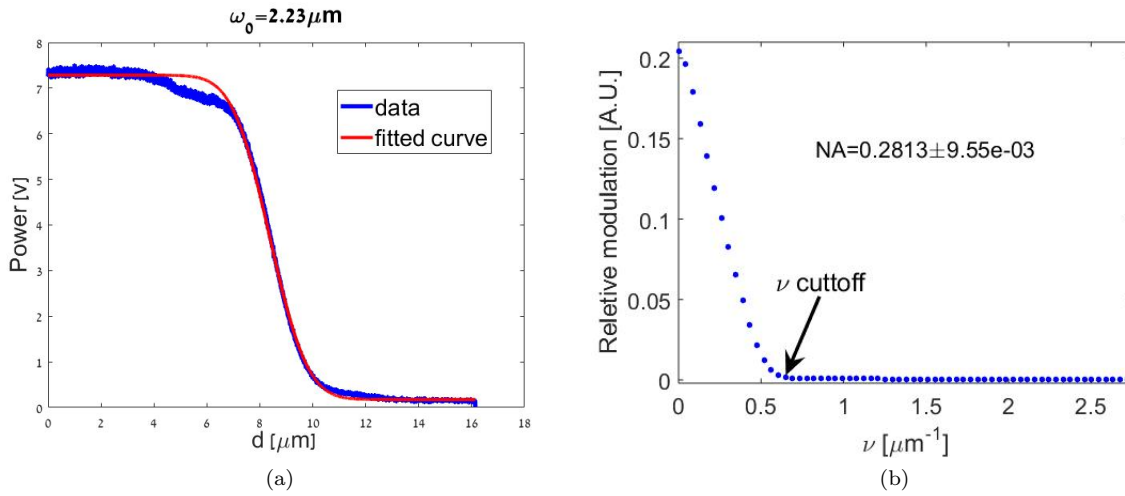 ω₀=2.23μm
8
7
6
5
4
3
2
1
0
Power [v]
data
fitted curve
0 2 4 6 8 10 12 14 16 18
d [μm]
(a)
0.2
0.15
0.1
0.05
0
Reletive modulation [A.U.]
NA=0.2813±9.55e-03
ν cuttoff
0 0.5 1 1.5 2 2.5
ν [μm⁻¹]
(b)